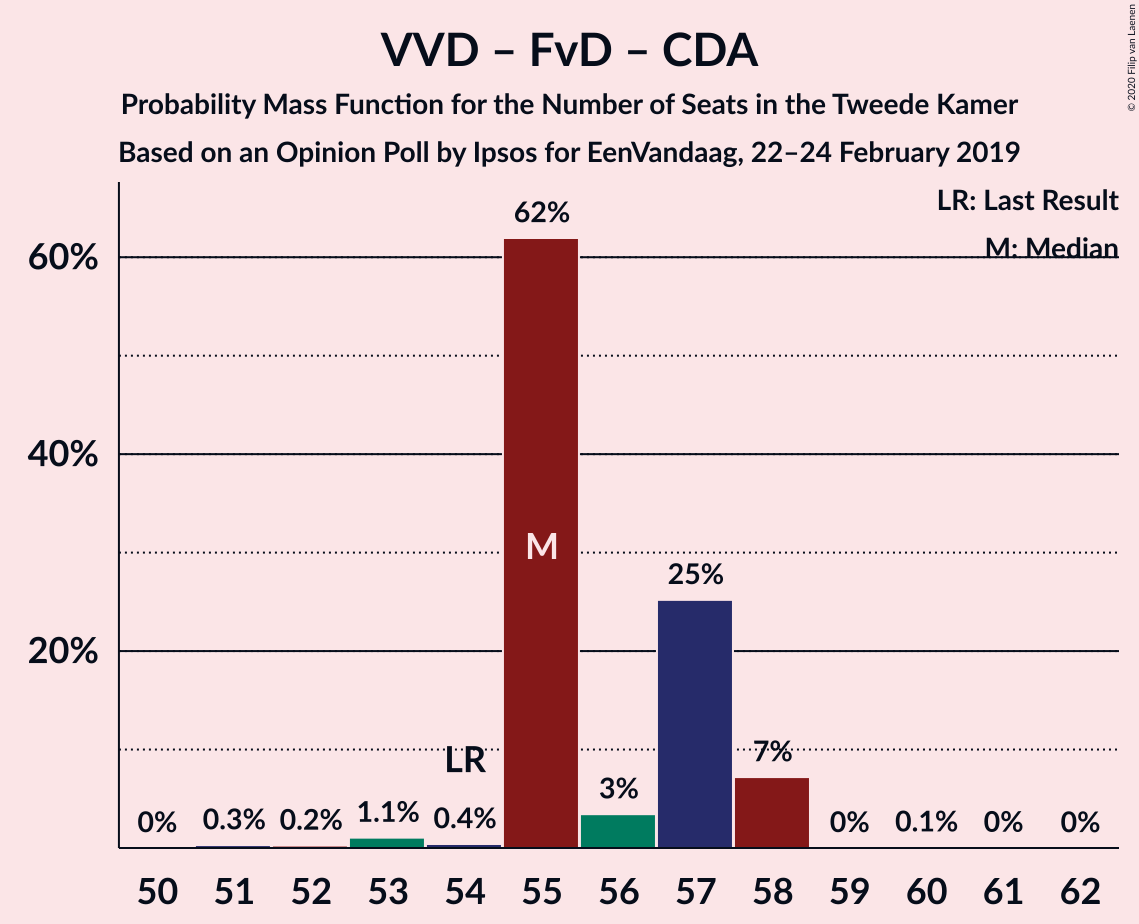 VVD – FvD – CDA
Probability Mass Function for the Number of Seats in the Tweede Kamer
Based on an Opinion Poll by Ipsos for EenVandaag, 22–24 February 2019
© 2020 Filip van Laenen
LR: Last Result
M: Median
60%
40%
20%
62%
M
25%
LR
7%
3%
0% 0.3% 0.2% 1.1% 0.4% 0% 0.1% 0% 0%
50 51 52 53 54 55 56 57 58 59 60 61 62